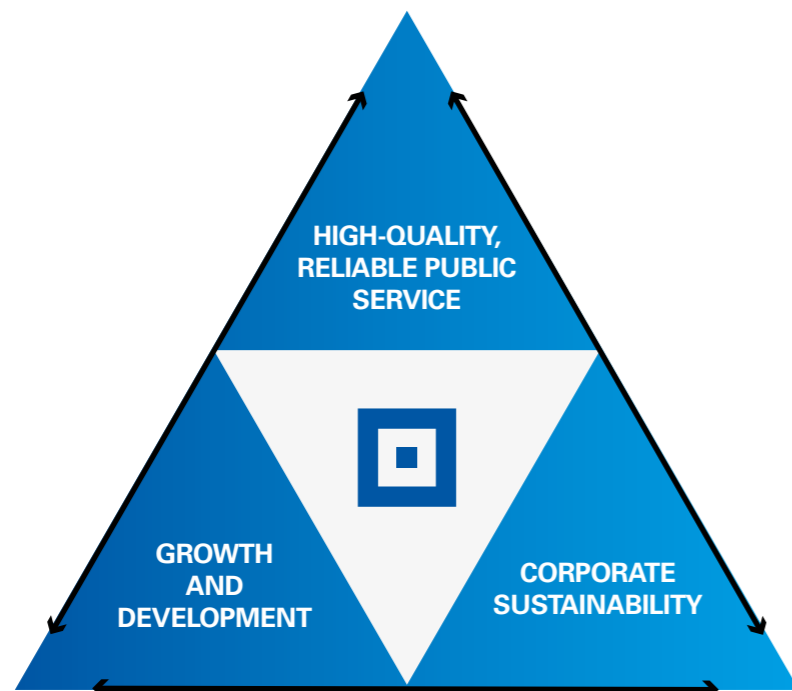 HIGH-QUALITY,
RELIABLE PUBLIC
SERVICE
GROWTH
AND
DEVELOPMENT
CORPORATE
SUSTAINABILITY